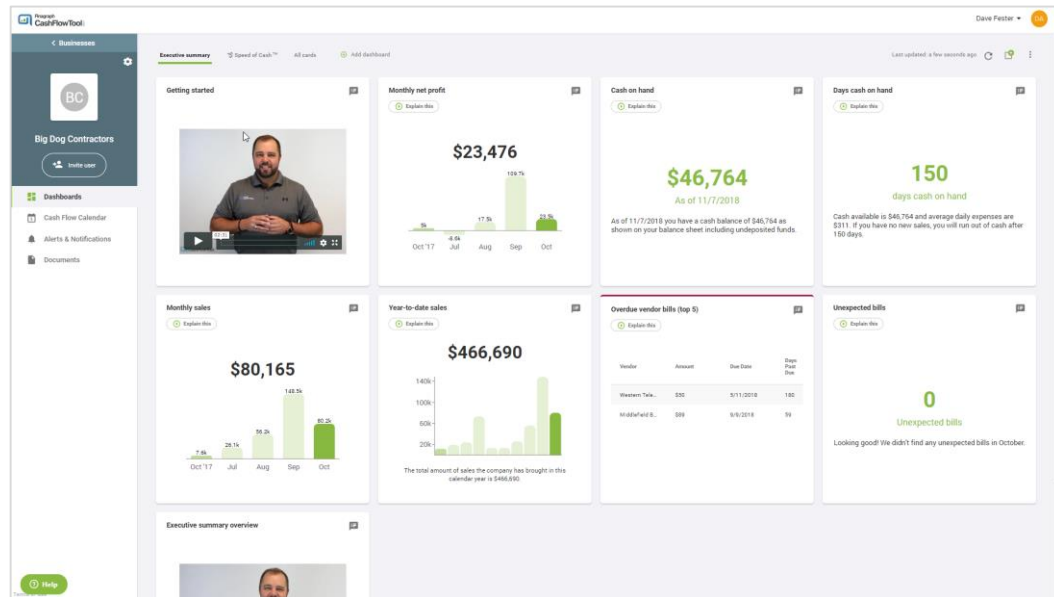 Finagraph
CashFlowTool
Dave Fester
DA
< Businesses
BC
Big Dog Contractors
Invite user
Dashboards
Cash Flow Calendar
Alerts & Notifications
Documents
Help
Executive summary
Speed of Cash™
All cards
Add dashboard
Last updated: a few seconds ago
Getting started
02:31
Monthly net profit
Explain this
$23,476
5k
-6.6k
17.5k
109.7k
23.5k
Oct '17 Jul Aug Sep Oct
Cash on hand
Explain this
$46,764
As of 11/7/2018
As of 11/7/2018 you have a cash balance of $46,764 as
shown on your balance sheet including undeposited funds.
Days cash on hand
Explain this
150
days cash on hand
Cash available is $46,764 and average daily expenses are
$311. If you have no new sales, you will run out of cash after
150 days.
Monthly sales
Explain this
$80,165
7.6k
26.1k
56.2k
148.5k
80.2k
Oct '17 Jul Aug Sep Oct
Year-to-date sales
Explain this
$466,690
140k
100k
60k
20k
The total amount of sales the company has brought in this
calendar year is $466,690.
Overdue vendor bills (top 5)
Explain this
Vendor Amount Due Date Days Past Due
Western Tele... $50 5/11/2018 180
Middlefield B... $89 9/9/2018 59
Unexpected bills
Explain this
0
Unexpected bills
Looking good! We didn't find any unexpected bills in October.
Executive summary overview